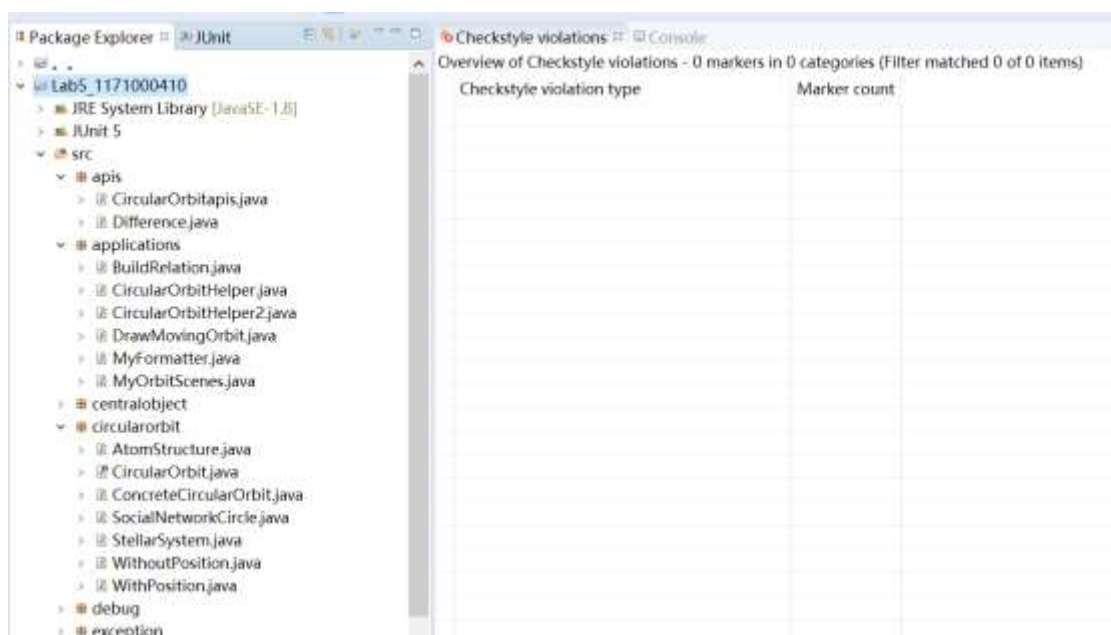 Package Explorer JUnit
Lab5_1171000410
JRE System Library [JavaSE-1.8]
JUnit 5
src
apis
CircularOrbitapis.java
Difference.java
applications
BuildRelation.java
CircularOrbitHelper.java
CircularOrbitHelper2.java
DrawMovingOrbit.java
MyFormatter.java
MyOrbitScenes.java
centralobject
circularorbit
AtomStructure.java
CircularOrbit.java
ConcreteCircularOrbit.java
SocialNetworkCircle.java
StellarSystem.java
WithoutPosition.java
WithPosition.java
debug
exception
Checkstyle violations Console
Overview of Checkstyle violations - 0 markers in 0 categories (Filter matched 0 of 0 items)
Checkstyle violation type Marker count